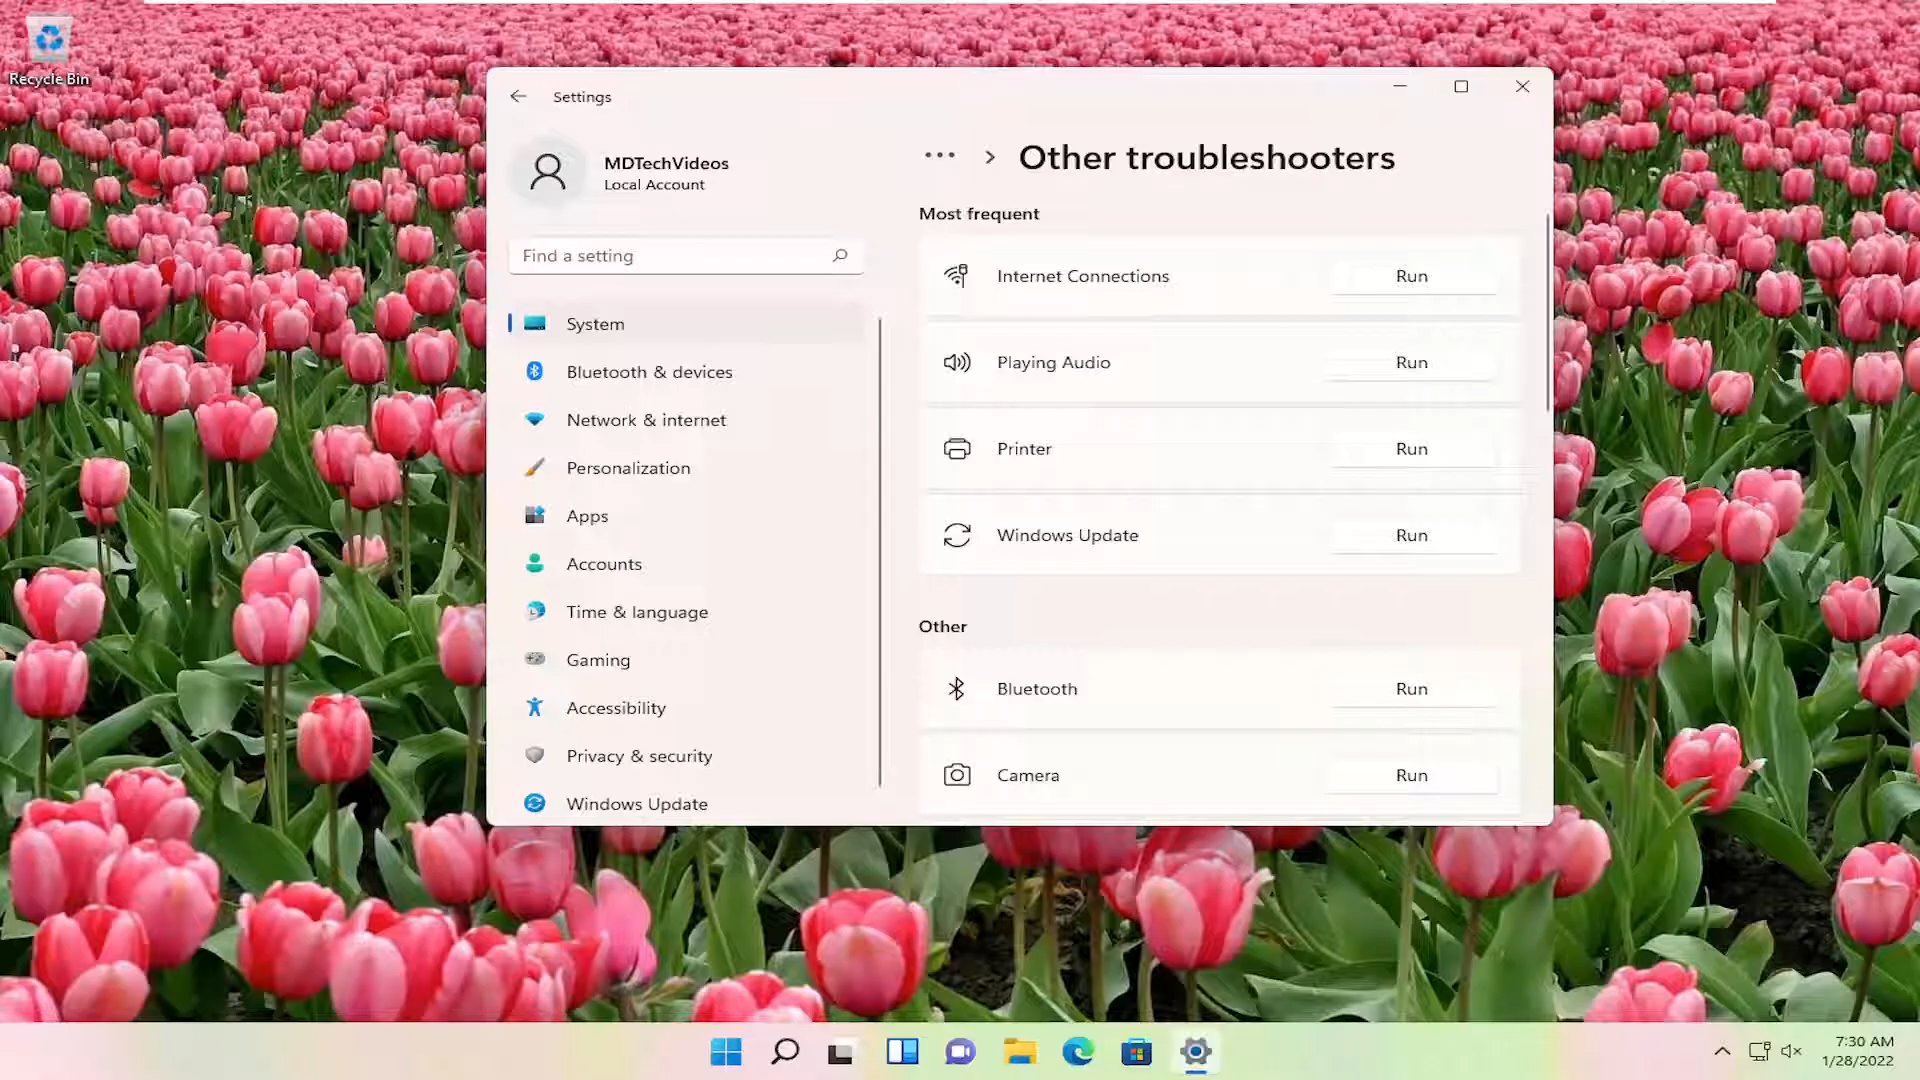 Recycle Bin
Settings
MDTechVideos
Local Account
Find a setting
System
Bluetooth & devices
Network & internet
Personalization
Apps
Accounts
Time & language
Gaming
Accessibility
Privacy & security
Windows Update
... > Other troubleshooters
Most frequent
Internet Connections Run
Playing Audio Run
Printer Run
Windows Update Run
Other
Bluetooth Run
Camera Run
7:30 AM
1/28/2022